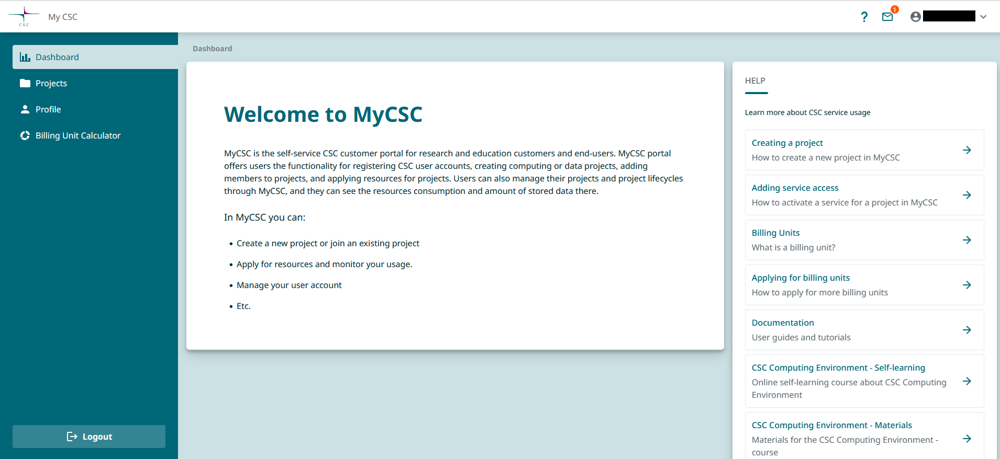 CSC
My CSC
?
1
Dashboard
Projects
Profile
Billing Unit Calculator
Logout
Dashboard
Welcome to MyCSC
MyCSC is the self-service CSC customer portal for research and education customers and end-users. MyCSC portal
offers users the functionality for registering CSC user accounts, creating computing or data projects, adding
members to projects, and applying resources for projects. Users can also manage their projects and project lifecycles
through MyCSC, and they can see the resources consumption and amount of stored data there.
In MyCSC you can:
• Create a new project or join an existing project
• Apply for resources and monitor your usage.
• Manage your user account
• Etc.
HELP
Learn more about CSC service usage
Creating a project
How to create a new project in MyCSC
Adding service access
How to activate a service for a project in MyCSC
Billing Units
What is a billing unit?
Applying for billing units
How to apply for more billing units
Documentation
User guides and tutorials
CSC Computing Environment - Self-learning
Online self-learning course about CSC Computing
Environment
CSC Computing Environment - Materials
Materials for the CSC Computing Environment -
course